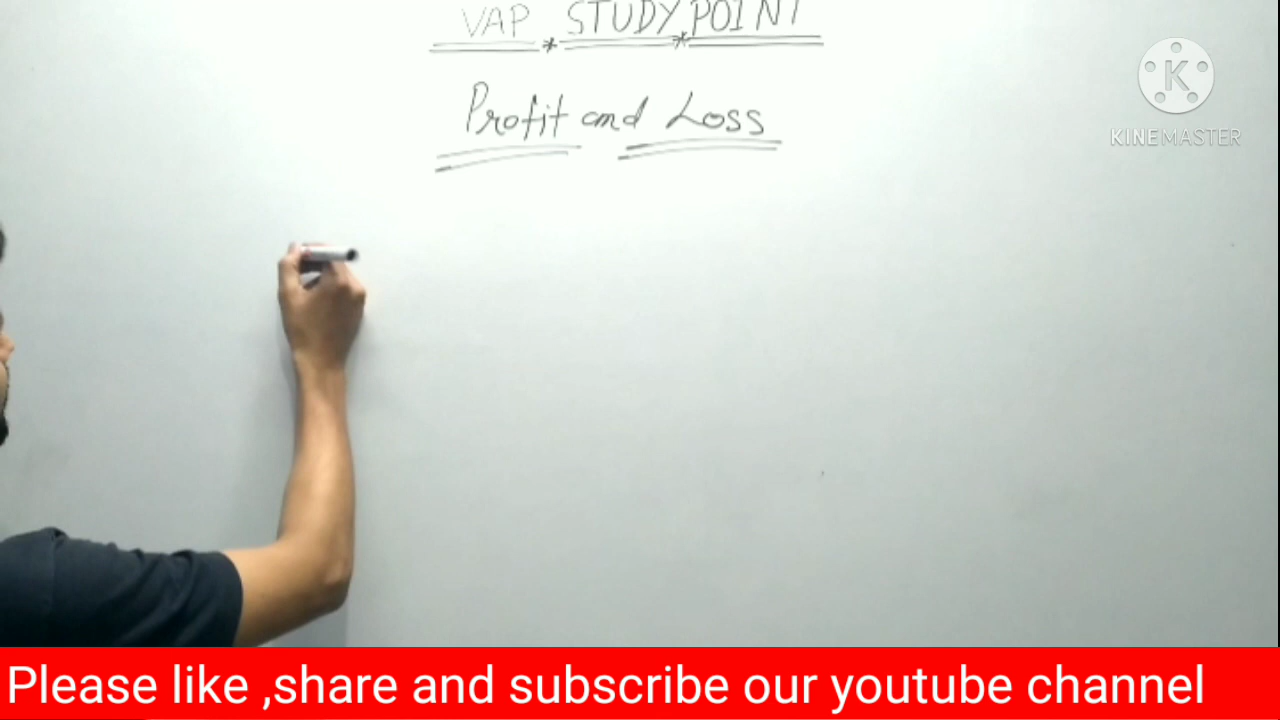 VAP * STUDY * POINT
Profit and Loss
K
KINEMASTER
Please like ,share and subscribe our youtube channel